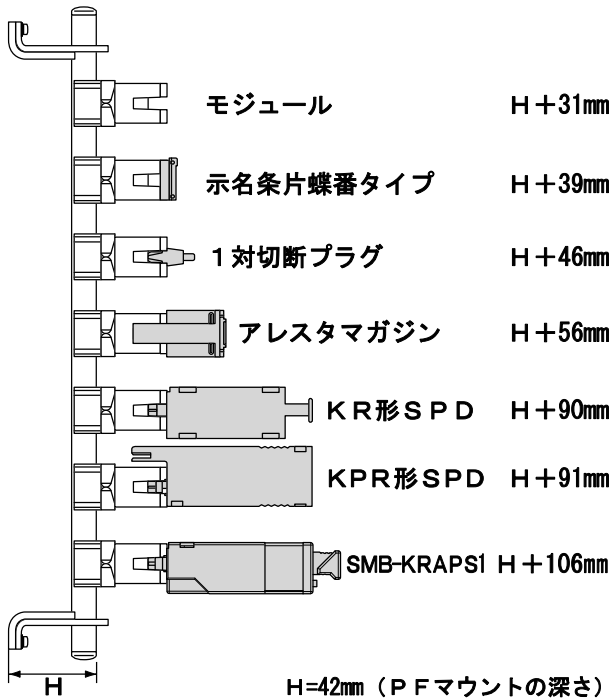 モジュール H+31mm
示名条片蝶番タイプ H+39mm
1対切断プラグ H+46mm
アレスタマガジン H+56mm
KR形SPD H+90mm
KPR形SPD H+91mm
SMB-KRAPS1 H+106mm
H
H=42mm(PFマウントの深さ)